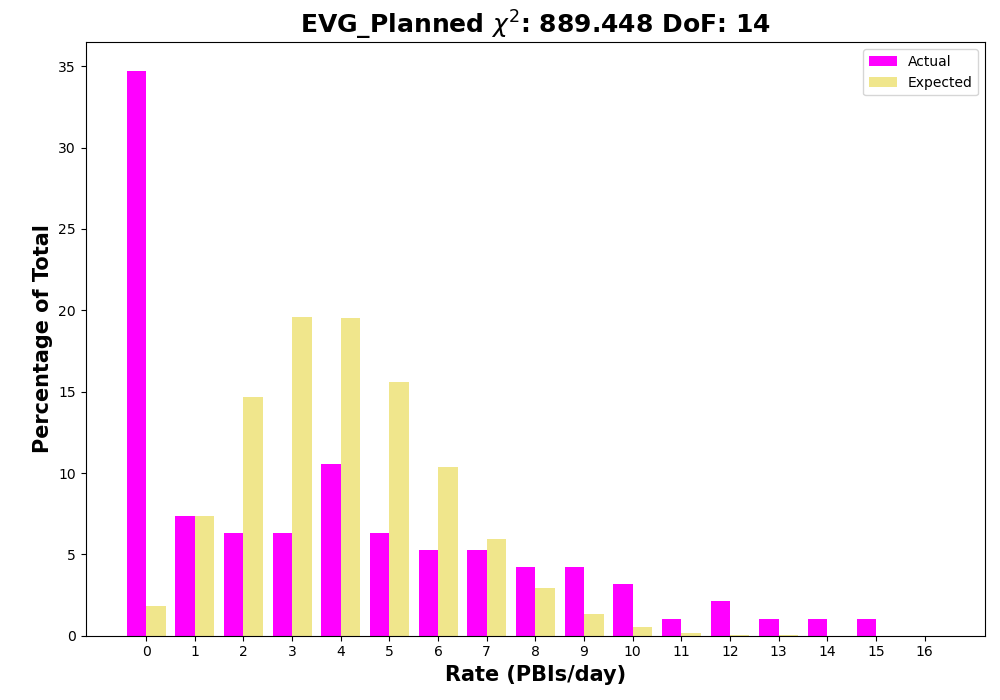 EVG_Planned χ²: 889.448 DoF: 14
Actual
Expected
35
30
25
20
15
10
5
0
Percentage of Total
0 1 2 3 4 5 6 7 8 9 10 11 12 13 14 15 16
Rate (PBIs/day)